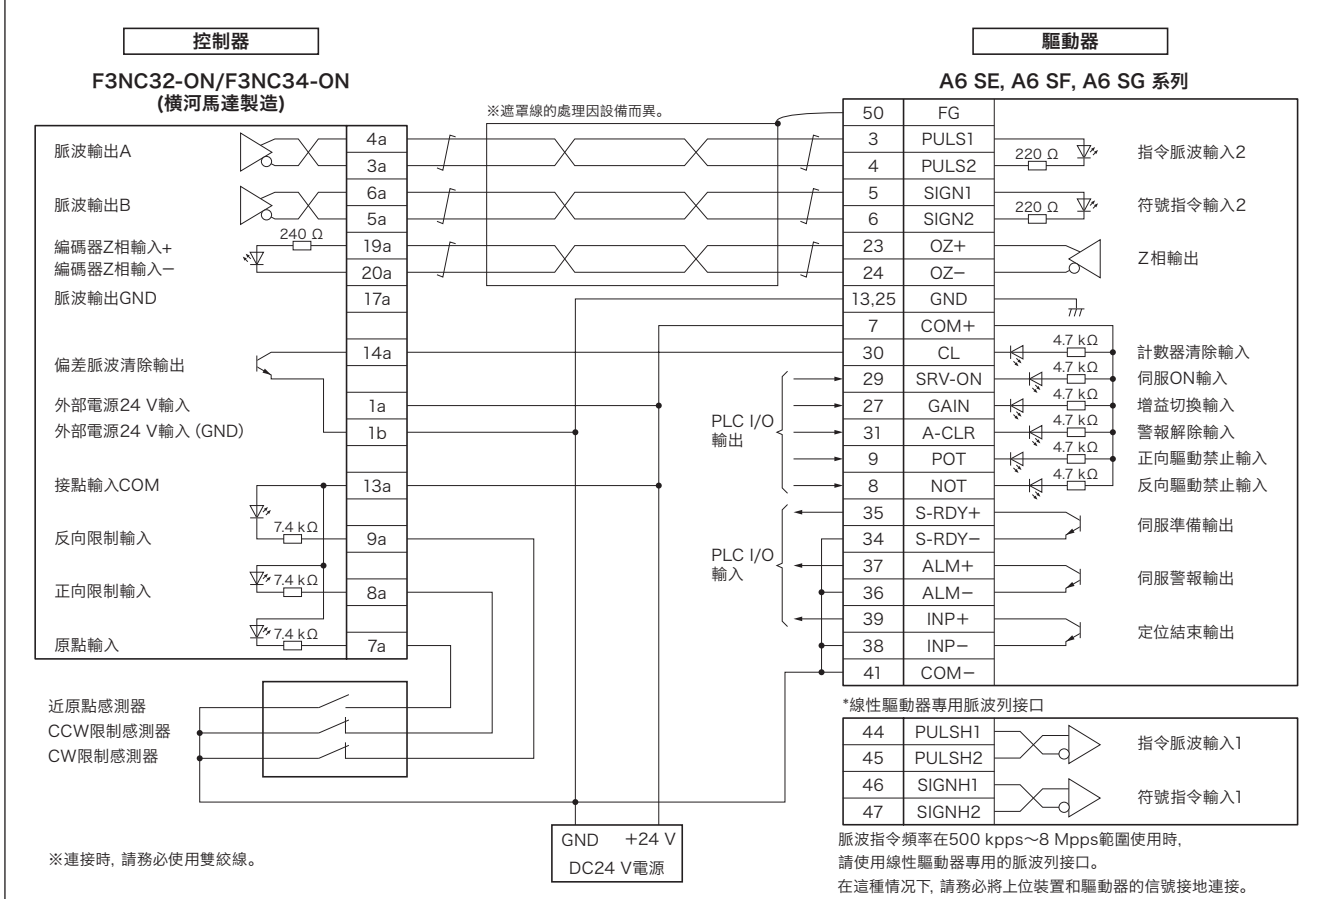 控制器
F3NC32-ON/F3NC34-ON
(橫河馬達製造)
脈波輸出A
4a
3a
脈波輸出B
6a
5a
240 Ω
編碼器Z相輸入+
19a
編碼器Z相輸入−
20a
脈波輸出GND
17a
偏差脈波清除輸出
14a
外部電源24 V輸入
1a
外部電源24 V輸入 (GND)
1b
接點輸入COM
13a
7.4 kΩ
反向限制輸入
9a
7.4 kΩ
正向限制輸入
8a
7.4 kΩ
原點輸入
7a
近原點感測器
CCW限制感測器
CW限制感測器
※連接時, 請務必使用雙絞線。
※遮罩線的處理因設備而異。
PLC I/O
輸出
PLC I/O
輸入
GND +24 V
DC24 V電源
驅動器
A6 SE, A6 SF, A6 SG 系列
50 FG
3 PULS1
220 Ω
指令脈波輸入2
4 PULS2
5 SIGN1
220 Ω
符號指令輸入2
6 SIGN2
23 OZ+
Z相輸出
24 OZ−
13,25 GND
7 COM+
30 CL 4.7 kΩ 計數器清除輸入
29 SRV-ON 4.7 kΩ 伺服ON輸入
27 GAIN 4.7 kΩ 增益切換輸入
31 A-CLR 4.7 kΩ 警報解除輸入
9 POT 4.7 kΩ 正向驅動禁止輸入
8 NOT 4.7 kΩ 反向驅動禁止輸入
35 S-RDY+
伺服準備輸出
34 S-RDY−
37 ALM+
伺服警報輸出
36 ALM−
39 INP+
定位結束輸出
38 INP−
41 COM−
*線性驅動器專用脈波列接口
44 PULSH1
指令脈波輸入1
45 PULSH2
46 SIGNH1
符號指令輸入1
47 SIGNH2
脈波指令頻率在500 kpps～8 Mpps範圍使用時,
請使用線性驅動器專用的脈波列接口。
在這種情況下, 請務必將上位裝置和驅動器的信號接地連接。